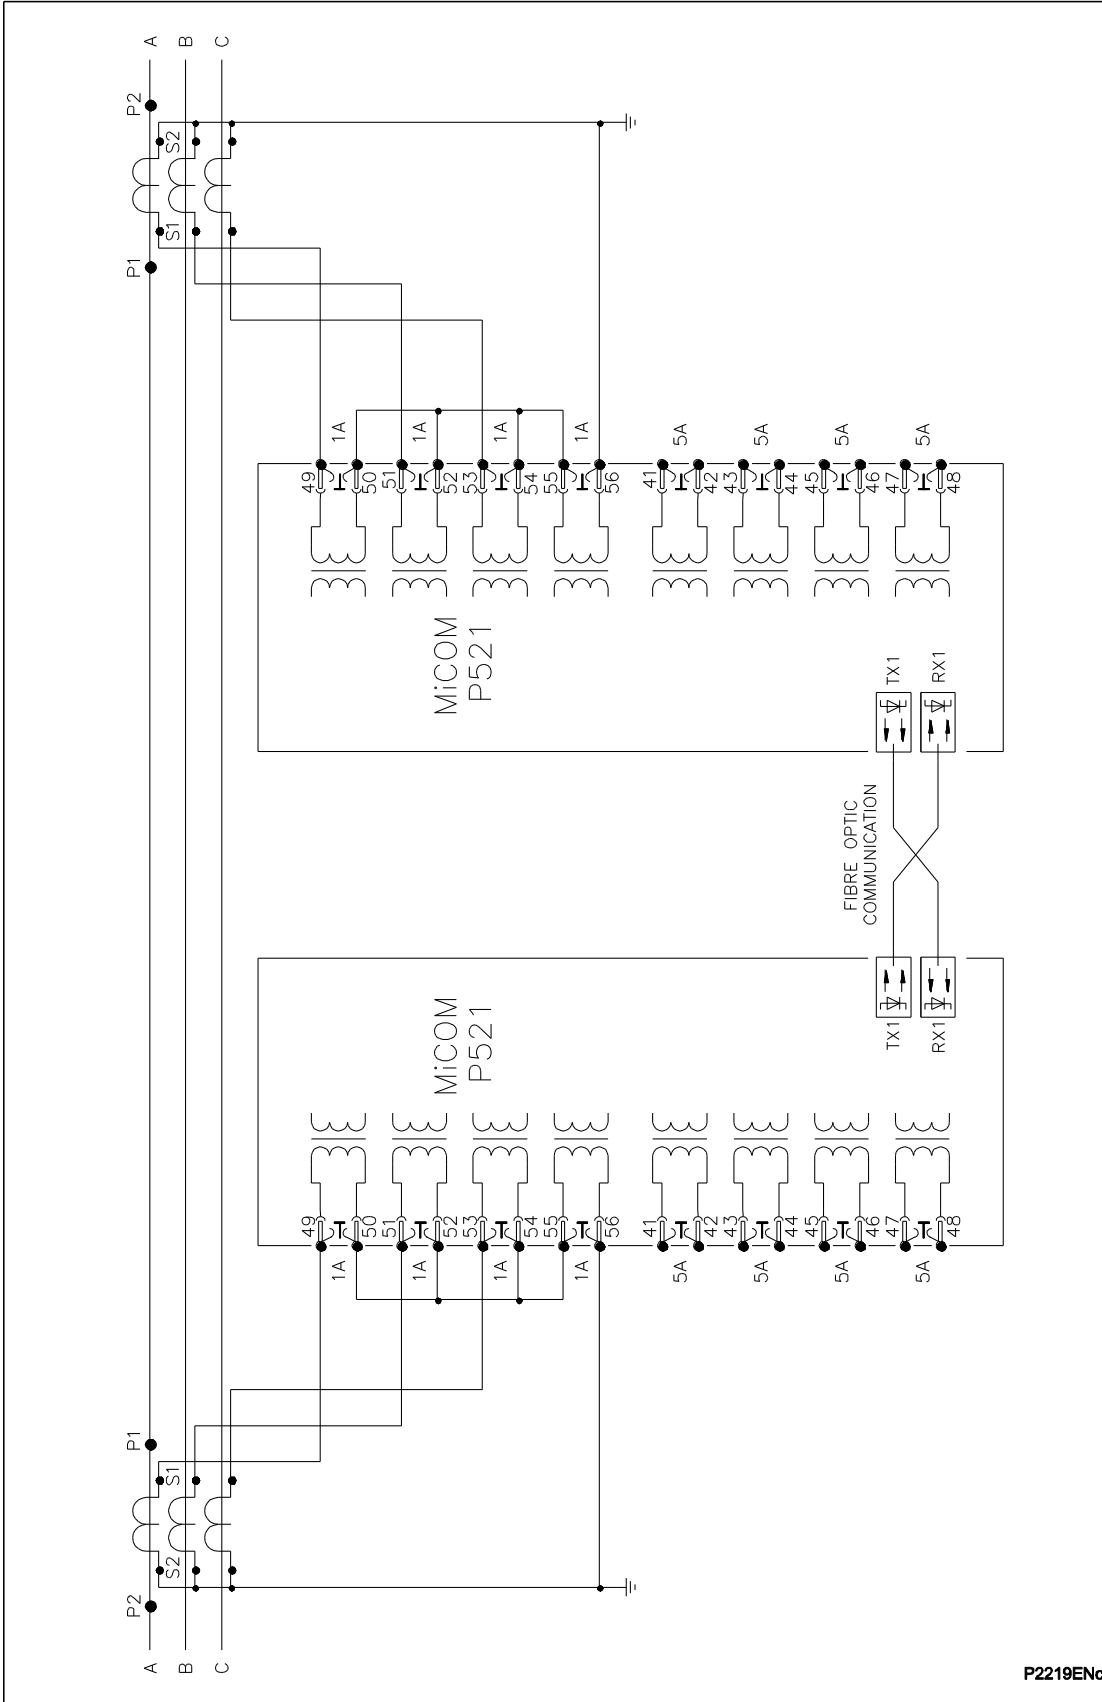 A
B
C
P2
S2
S1
P1
1A
1A
1A
1A
5A
5A
5A
5A
49
50
51
52
53
54
55
56
41
42
43
44
45
46
47
48
MiCOM
P521
TX1
RX1
FIBRE OPTIC
COMMUNICATION
MiCOM
P521
TX1
RX1
49
50
51
52
53
54
55
56
41
42
43
44
45
46
47
48
1A
1A
1A
1A
5A
5A
5A
5A
P1
S1
S2
P2
A
B
C